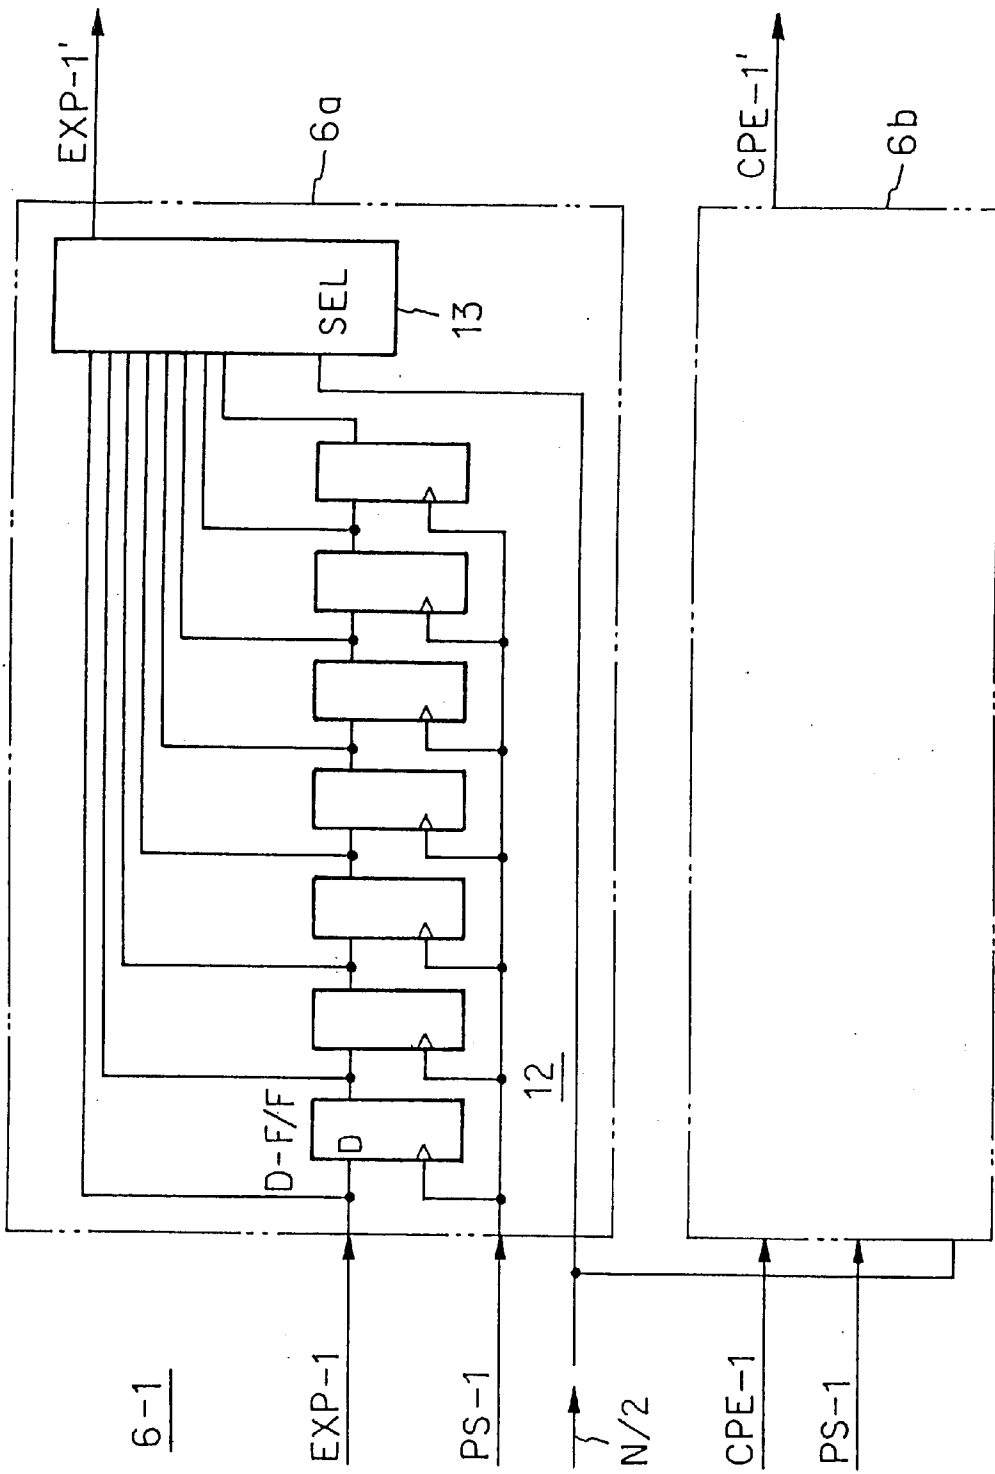 6-1
EXP-1
EXP-1'
D-F/F
D
SEL
13
6a
PS-1
12
N/2
CPE-1
CPE-1'
PS-1
6b